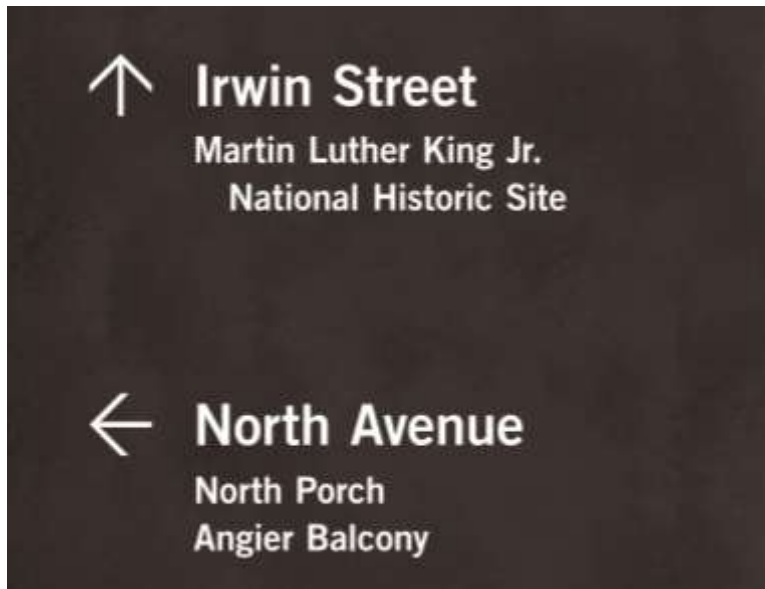 Irwin Street
Martin Luther King Jr.
National Historic Site
North Avenue
North Porch
Angier Balcony